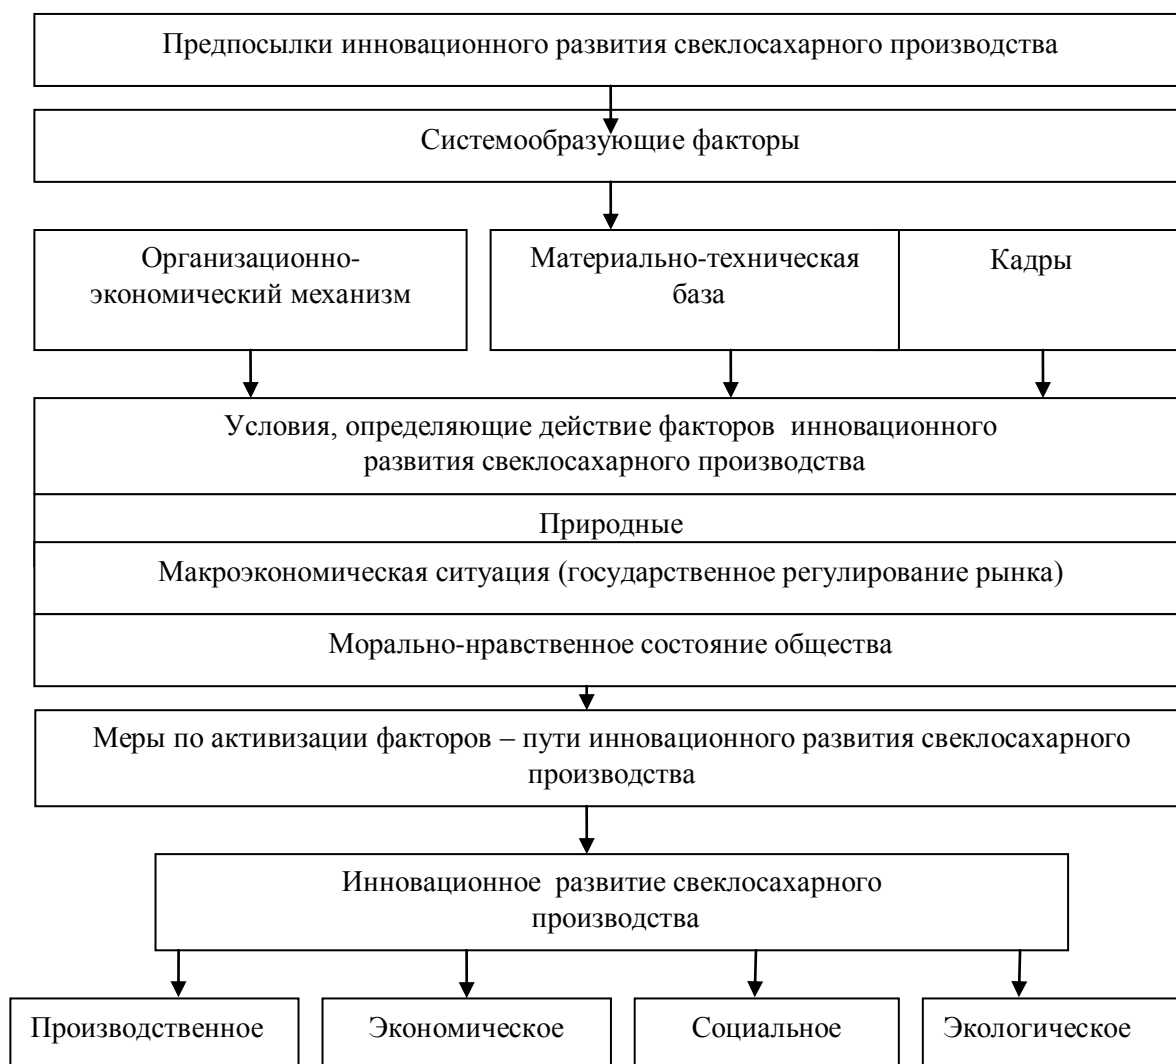 Предпосылки инновационного развития свеклосахарного производства
Системообразующие факторы
Организационно-
экономический механизм
Материально-техническая
база
Кадры
Условия, определяющие действие факторов инновационного
развития свеклосахарного производства
Природные
Макроэкономическая ситуация (государственное регулирование рынка)
Морально-нравственное состояние общества
Меры по активизации факторов – пути инновационного развития свеклосахарного
производства
Инновационное развитие свеклосахарного
производства
Производственное
Экономическое
Социальное
Экологическое